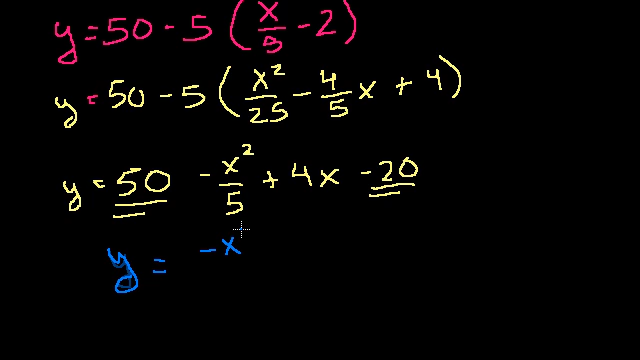 y = 50 - 5 ( x/5 - 2 )
y = 50 - 5 ( x²/25 - 4/5 x + 4 )
y = 50 - x²/5 + 4x - 20
y = -x